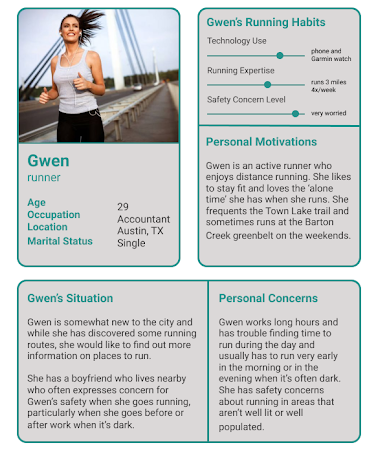 Gwen
runner
Age
Occupation
Location
Marital Status
29
Accountant
Austin, TX
Single
Gwen's Running Habits
Technology Use
phone and
Garmin watch
Running Expertise
runs 3 miles
4x/week
Safety Concern Level
very worried
Personal Motivations
Gwen is an active runner who
enjoys distance running. She likes
to stay fit and loves the 'alone
time' she has when she runs. She
frequents the Town Lake trail and
sometimes runs at the Barton
Creek greenbelt on the weekends.
Gwen's Situation
Gwen is somewhat new to the city and
while she has discovered some running
routes, she would like to find out more
information on places to run.
She has a boyfriend who lives nearby
who often expresses concern for
Gwen's safety when she goes running,
particularly when she goes before or
after work when it's dark.
Personal Concerns
Gwen works long hours and
has trouble finding time to
run during the day and
usually has to run very early
in the morning or in the
evening when it's often dark.
She has safety concerns
about running in areas that
aren't well lit or well
populated.